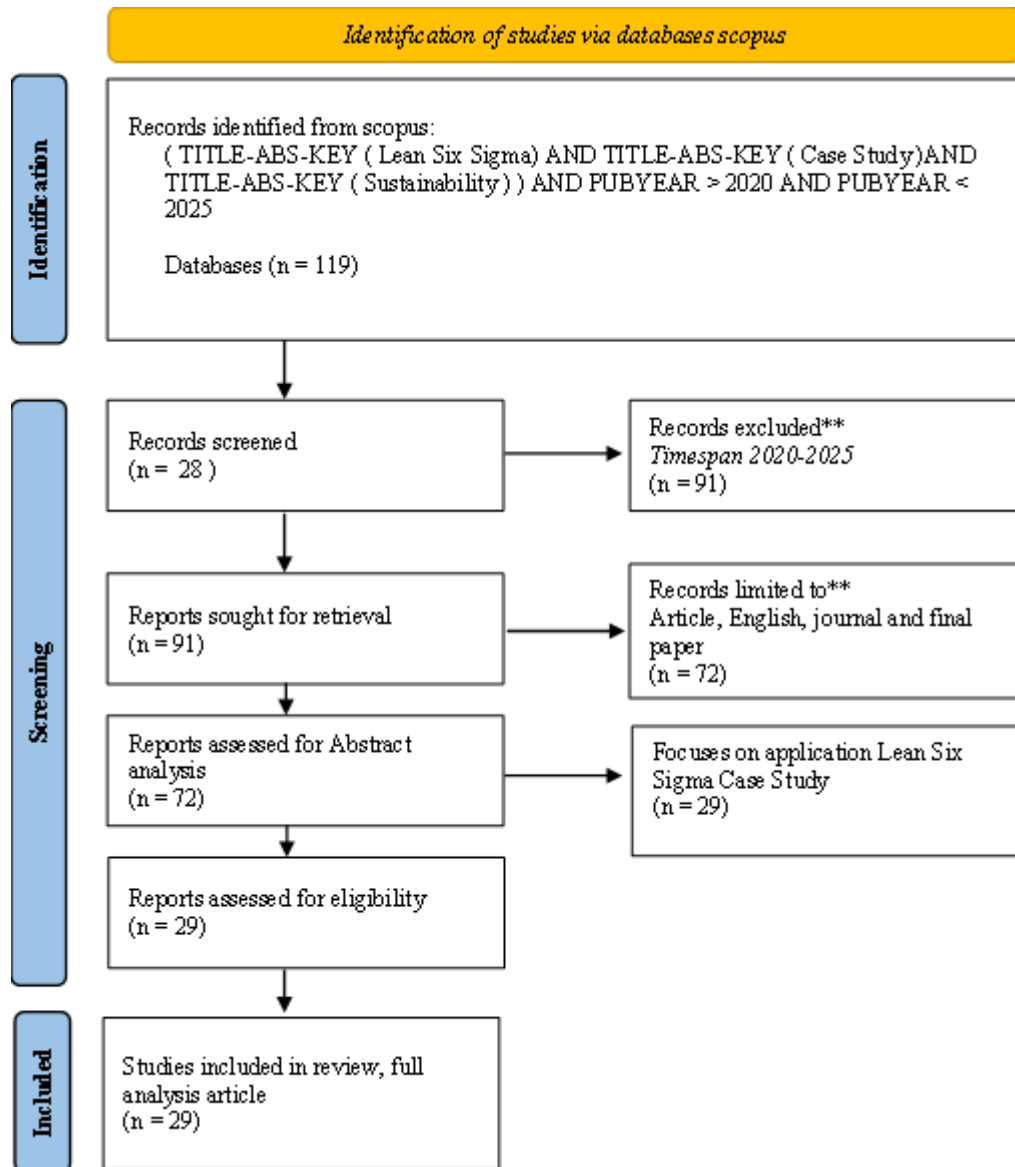 Identification of studies via databases scopus
Identification
Records identified from scopus:
( TITLE-ABS-KEY ( Lean Six Sigma) AND TITLE-ABS-KEY ( Case Study)AND
TITLE-ABS-KEY ( Sustainability ) ) AND PUBYEAR > 2020 AND PUBYEAR <
2025
Databases (n = 119)
Screening
Records screened
(n = 28 )
Records excluded**
Timespan 2020-2025
(n = 91)
Reports sought for retrieval
(n = 91)
Records limited to**
Article, English, journal and final
paper
(n = 72)
Reports assessed for Abstract
analysis
(n = 72)
Focuses on application Lean Six
Sigma Case Study
(n = 29)
Reports assessed for eligibility
(n = 29)
Included
Studies included in review, full
analysis article
(n = 29)